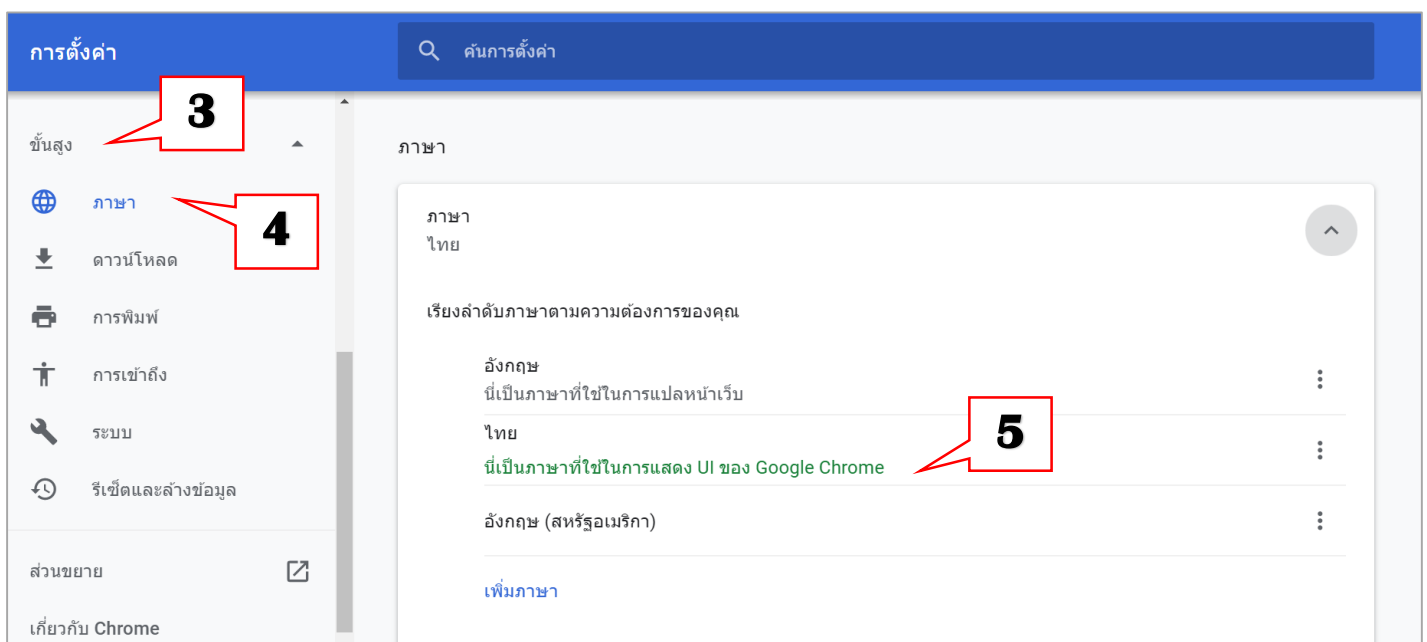 การตั้งค่า
ค้นการตั้งค่า
3
ขั้นสูง
ภาษา
4
ดาวน์โหลด
การพิมพ์
การเข้าถึง
ระบบ
รีเซ็ตและล้างข้อมูล
ส่วนขยาย
เกี่ยวกับ Chrome
ภาษา
ภาษา
ไทย
เรียงลำดับภาษาตามความต้องการของคุณ
อังกฤษ
นี่เป็นภาษาที่ใช้ในการแปลหน้าเว็บ
ไทย
นี่เป็นภาษาที่ใช้ในการแสดง UI ของ Google Chrome
5
อังกฤษ (สหรัฐอเมริกา)
เพิ่มภาษา